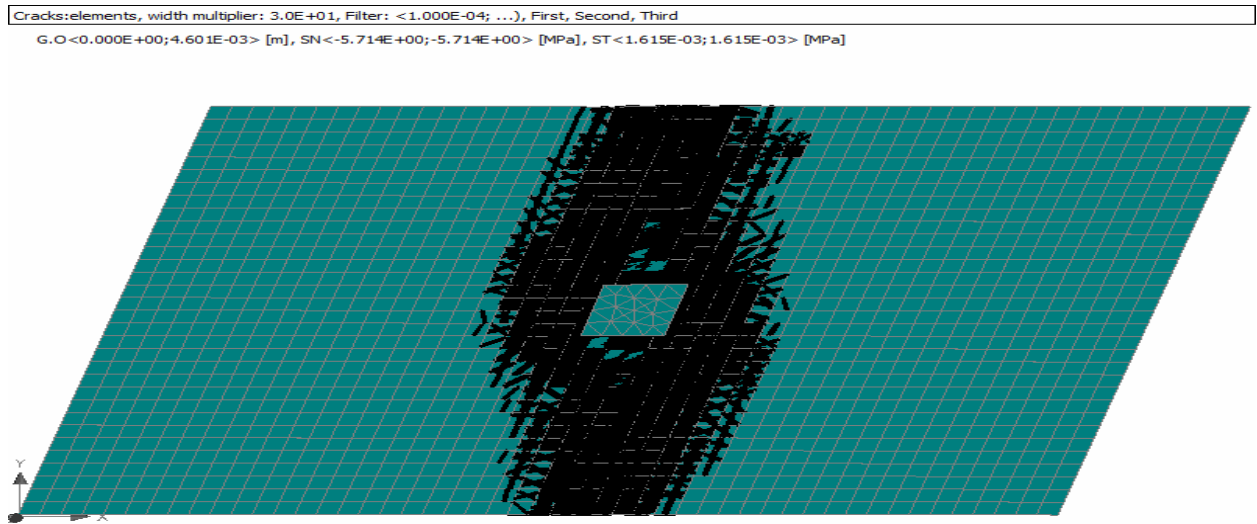 Cracks:elements, width multiplier: 3.0E+01, Filter: <1.000E-04; ...), First, Second, Third
G.O<0.000E+00;4.601E-03> [m], SN<-5.714E+00;-5.714E+00> [MPa], ST<1.615E-03;1.615E-03> [MPa]
Y
X